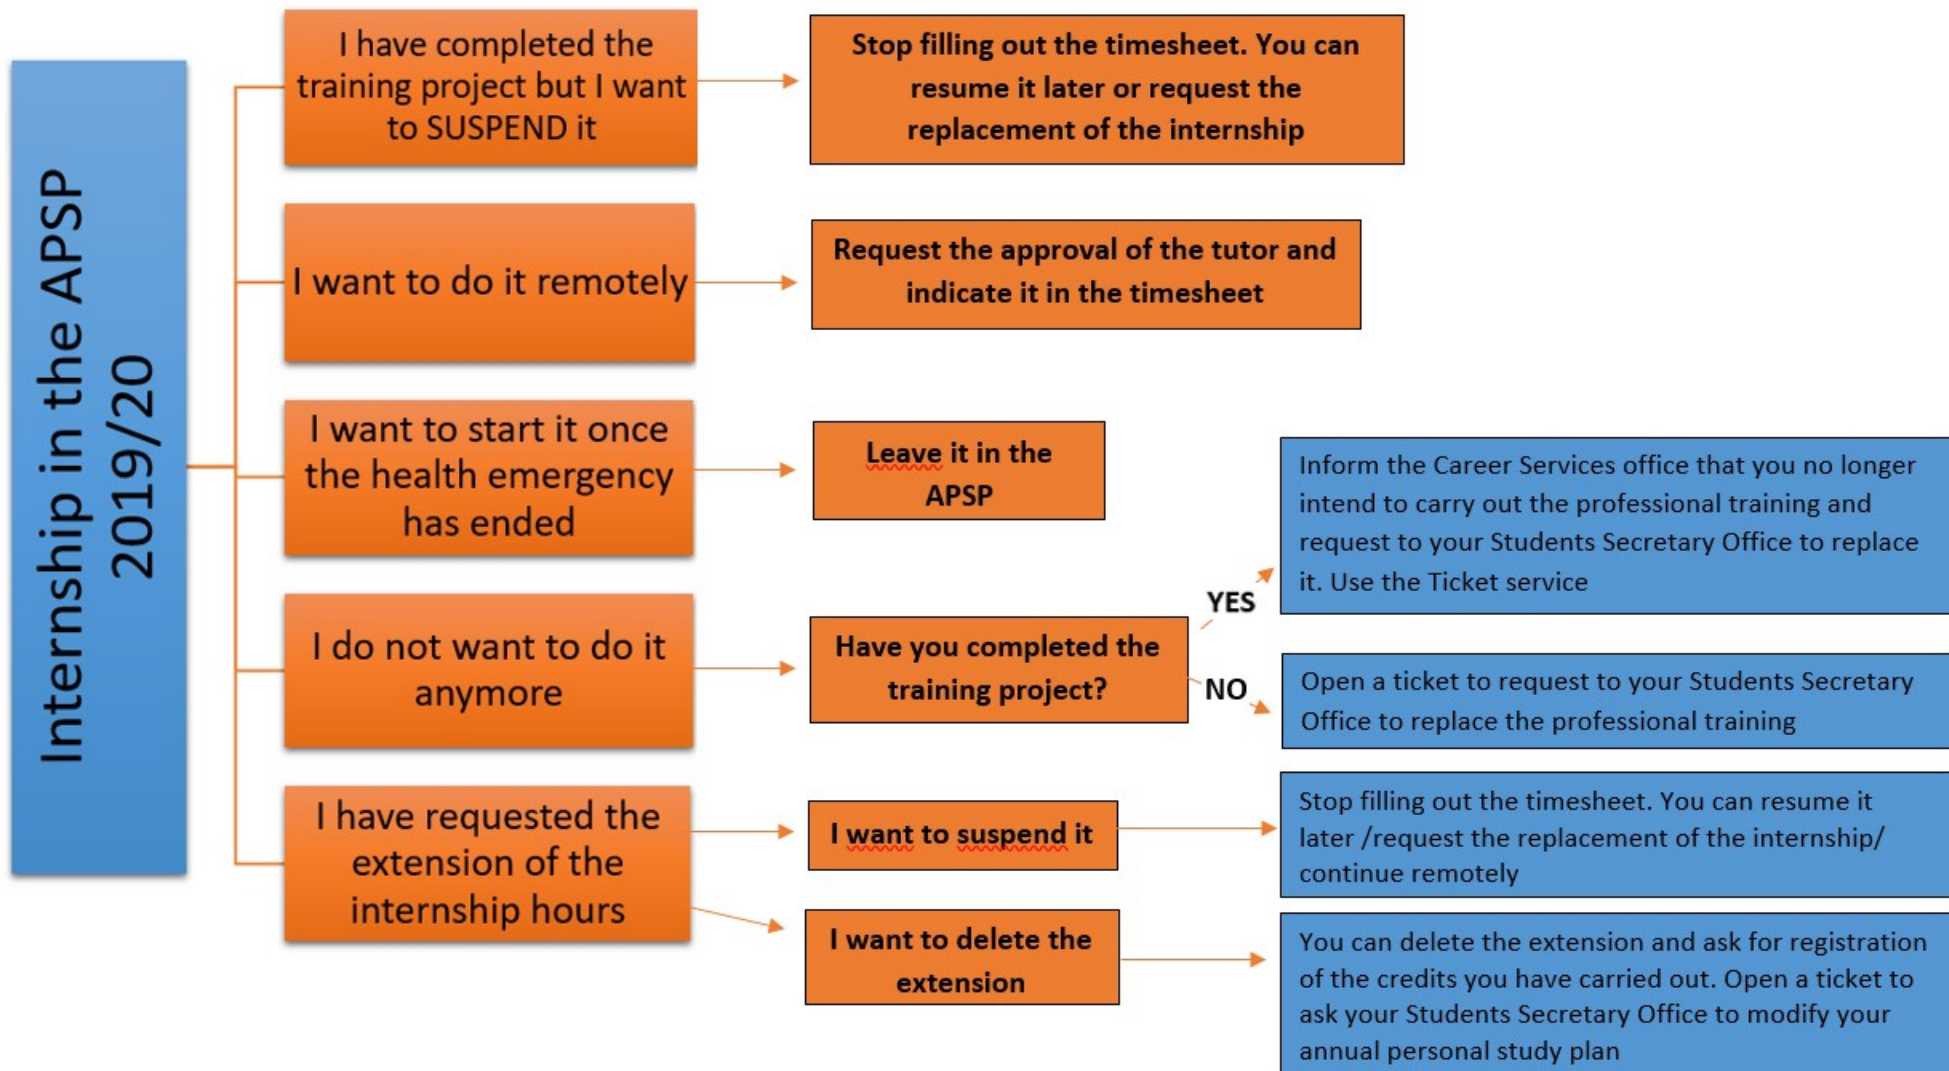 Internship in the APSP
2019/20
I have completed the
training project but I want
to SUSPEND it
Stop filling out the timesheet. You can
resume it later or request the
replacement of the internship
I want to do it remotely
Request the approval of the tutor and
indicate it in the timesheet
I want to start it once
the health emergency
has ended
Leave it in the
APSP
I do not want to do it
anymore
Have you completed the
training project?
YES
Inform the Career Services office that you no longer
intend to carry out the professional training and
request to your Students Secretary Office to replace
it. Use the Ticket service
NO
Open a ticket to request to your Students Secretary
Office to replace the professional training
I have requested the
extension of the
internship hours
I want to suspend it
Stop filling out the timesheet. You can resume it
later /request the replacement of the internship/
continue remotely
I want to delete the
extension
You can delete the extension and ask for registration
of the credits you have carried out. Open a ticket to
ask your Students Secretary Office to modify your
annual personal study plan